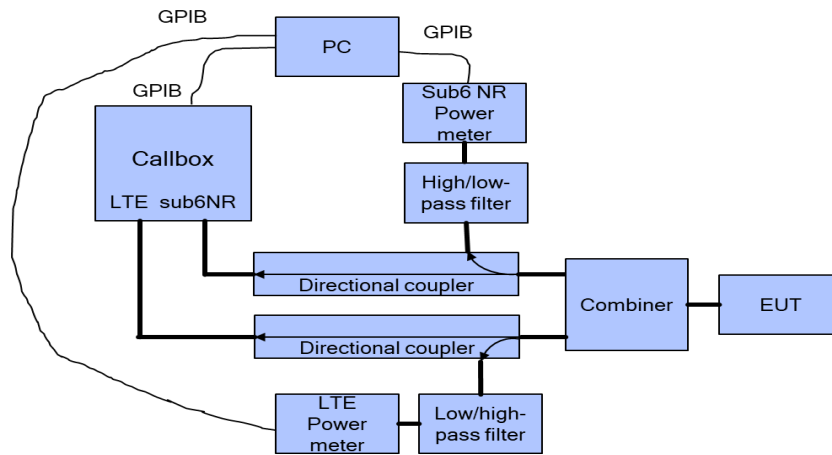 GPIB
PC
GPIB
Sub6 NR
Power
meter
Callbox
LTE sub6NR
High/low-
pass filter
Directional coupler
Combiner
EUT
Directional coupler
LTE
Power
meter
Low/high-
pass filter